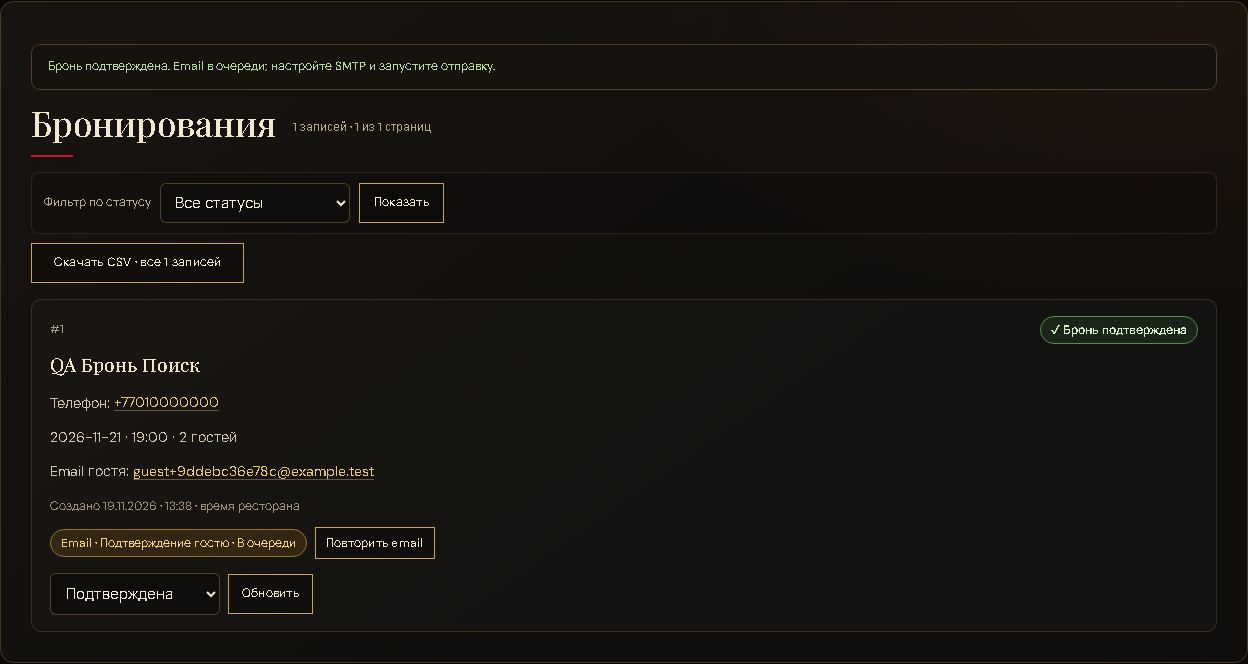 Бронь подтверждена. Email в очереди; настройте SMTP и запустите отправку.
Бронирования 1 записей · 1 из 1 страниц
Фильтр по статусу Все статусы Показать
Скачать CSV · все 1 записей
#1 ✓ Бронь подтверждена
QA Бронь Поиск
Телефон: +77010000000
2026-11-21 · 19:00 · 2 гостей
Email гостя: guest+9ddebc36e78c@example.test
Создано 19.11.2026 · 13:38 · время ресторана
Email · Подтверждение гостю · В очереди Повторить email
Подтверждена Обновить